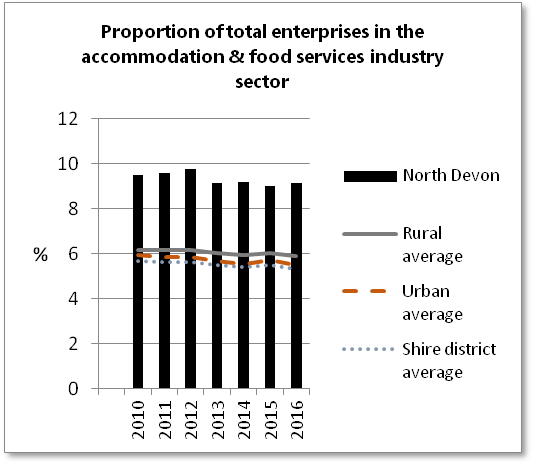 Proportion of total enterprises in the
accommodation & food services industry
sector
12
10
8
6
4
2
0
%
2010
2011
2012
2013
2014
2015
2016
North Devon
Rural
average
Urban
average
Shire district
average